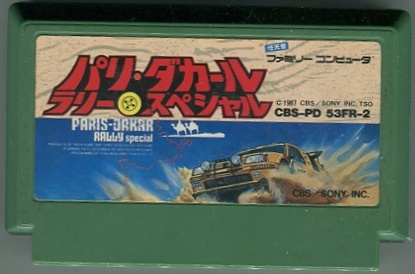 任天堂
ファミリー コンピュータ
パリ・ダカール
ラリー スペシャル
© 1987 CBS/SONY INC. TSO
CBS-PD 53FR-2
PARIS-DAKAR
RALLY special
CBS/SONY INC.